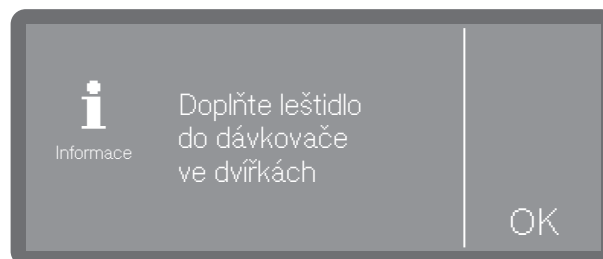 Informace
Doplňte leštidlo
do dávkovače
ve dvířkách
OK